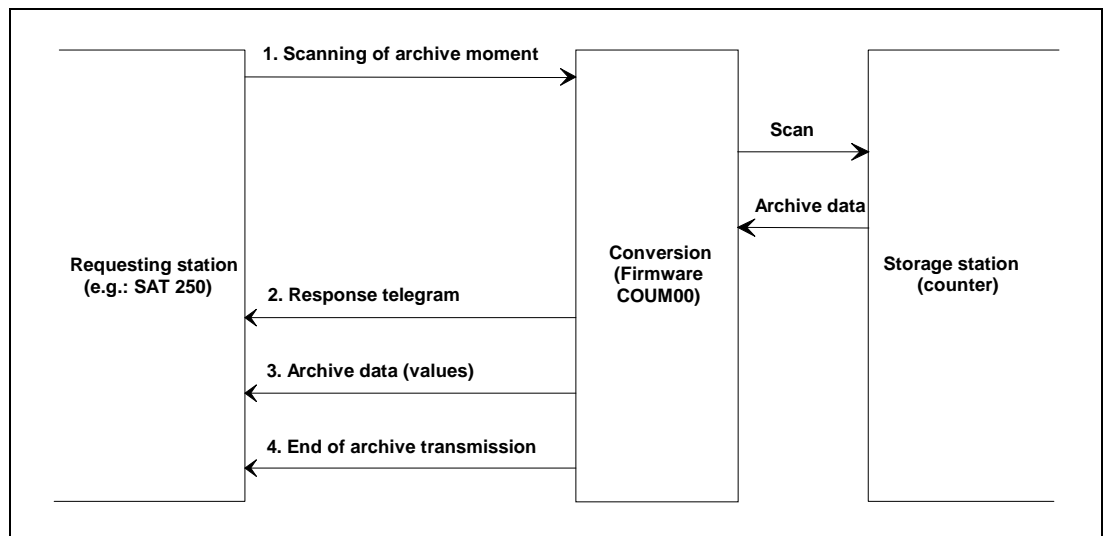 1. Scanning of archive moment
Scan
Archive data
Requesting station
(e.g.: SAT 250)
Conversion
(Firmware
COUM00)
Storage station
(counter)
2. Response telegram
3. Archive data (values)
4. End of archive transmission